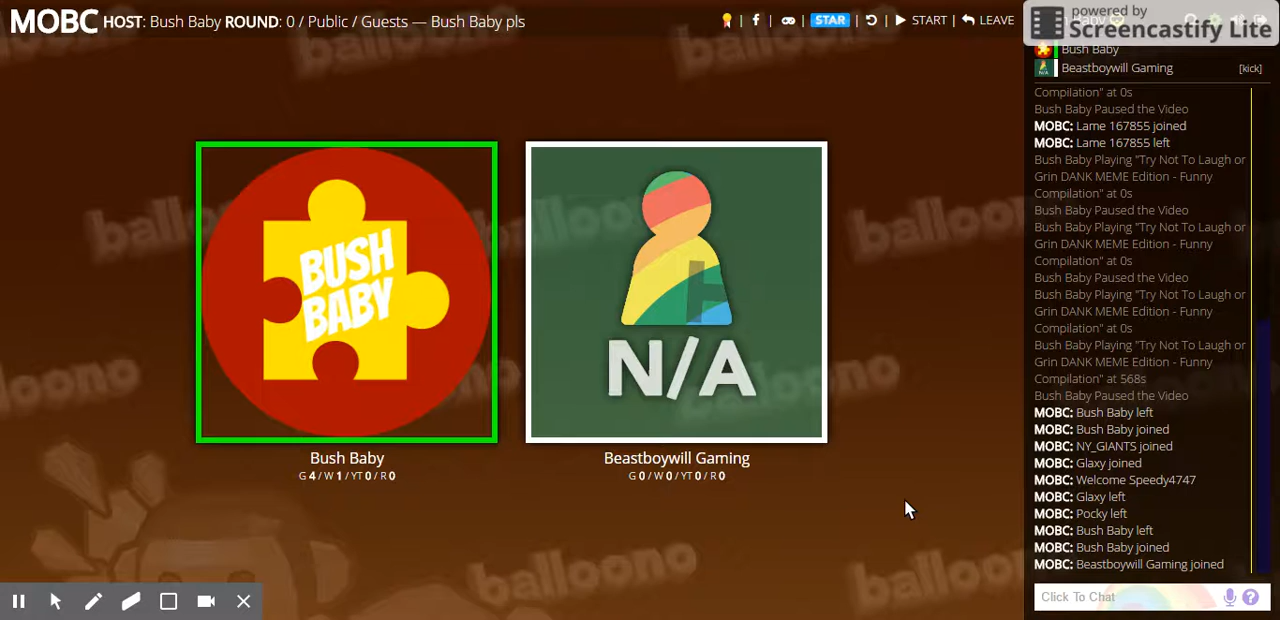 MOBC HOST: Bush Baby ROUND: 0 / Public / Guests — Bush Baby pls
| f | | STAR | | START | LEAVE
powered by
Screencastify Lite
Bush Baby
Beastboywill Gaming [kick]
Compilation" at 0s
Bush Baby Paused the Video
MOBC: Lame 167855 joined
MOBC: Lame 167855 left
Bush Baby Playing "Try Not To Laugh or
Grin DANK MEME Edition - Funny
Compilation" at 0s
Bush Baby Paused the Video
Bush Baby Playing "Try Not To Laugh or
Grin DANK MEME Edition - Funny
Compilation" at 0s
Bush Baby Paused the Video
Bush Baby Playing "Try Not To Laugh or
Grin DANK MEME Edition - Funny
Compilation" at 0s
Bush Baby Playing "Try Not To Laugh or
Grin DANK MEME Edition - Funny
Compilation" at 568s
Bush Baby Paused the Video
MOBC: Bush Baby left
MOBC: Bush Baby joined
MOBC: NY_GIANTS joined
MOBC: Glaxy joined
MOBC: Welcome Speedy4747
MOBC: Glaxy left
MOBC: Pocky left
MOBC: Bush Baby left
MOBC: Bush Baby joined
MOBC: Beastboywill Gaming joined
Click To Chat
BUSH
BABY
N/A
Bush Baby
G 4 / W 1 / YT 0 / R 0
Beastboywill Gaming
G 0 / W 0 / YT 0 / R 0
balloono
balloono
balloono